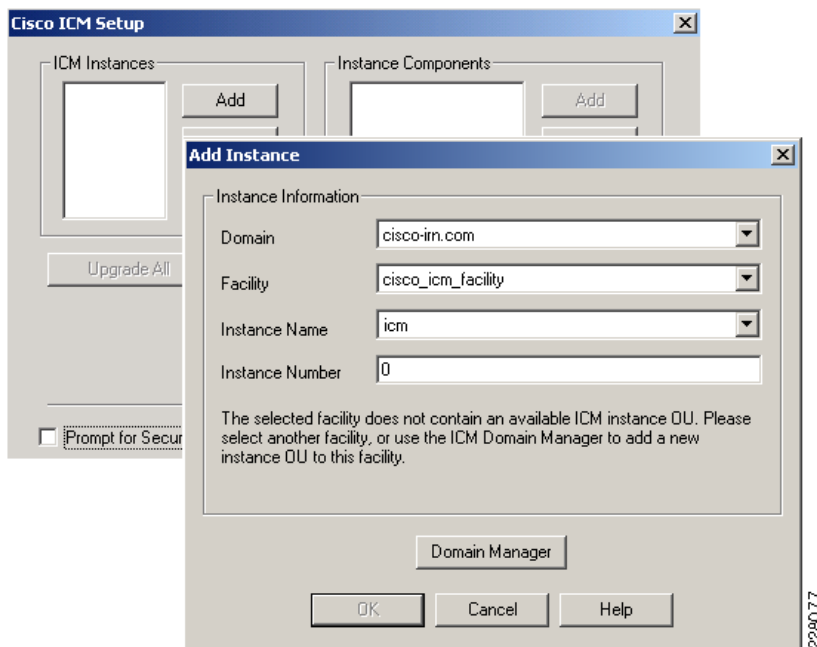 Cisco ICM Setup
ICM Instances
Instance Components
Add
Add
Upgrade All
Prompt for Secur
Add Instance
Instance Information
Domain
cisco-irn.com
Facility
cisco_icm_facility
Instance Name
icm
Instance Number
0
The selected facility does not contain an available ICM instance OU. Please
select another facility, or use the ICM Domain Manager to add a new
instance OU to this facility.
Domain Manager
OK
Cancel
Help
228077